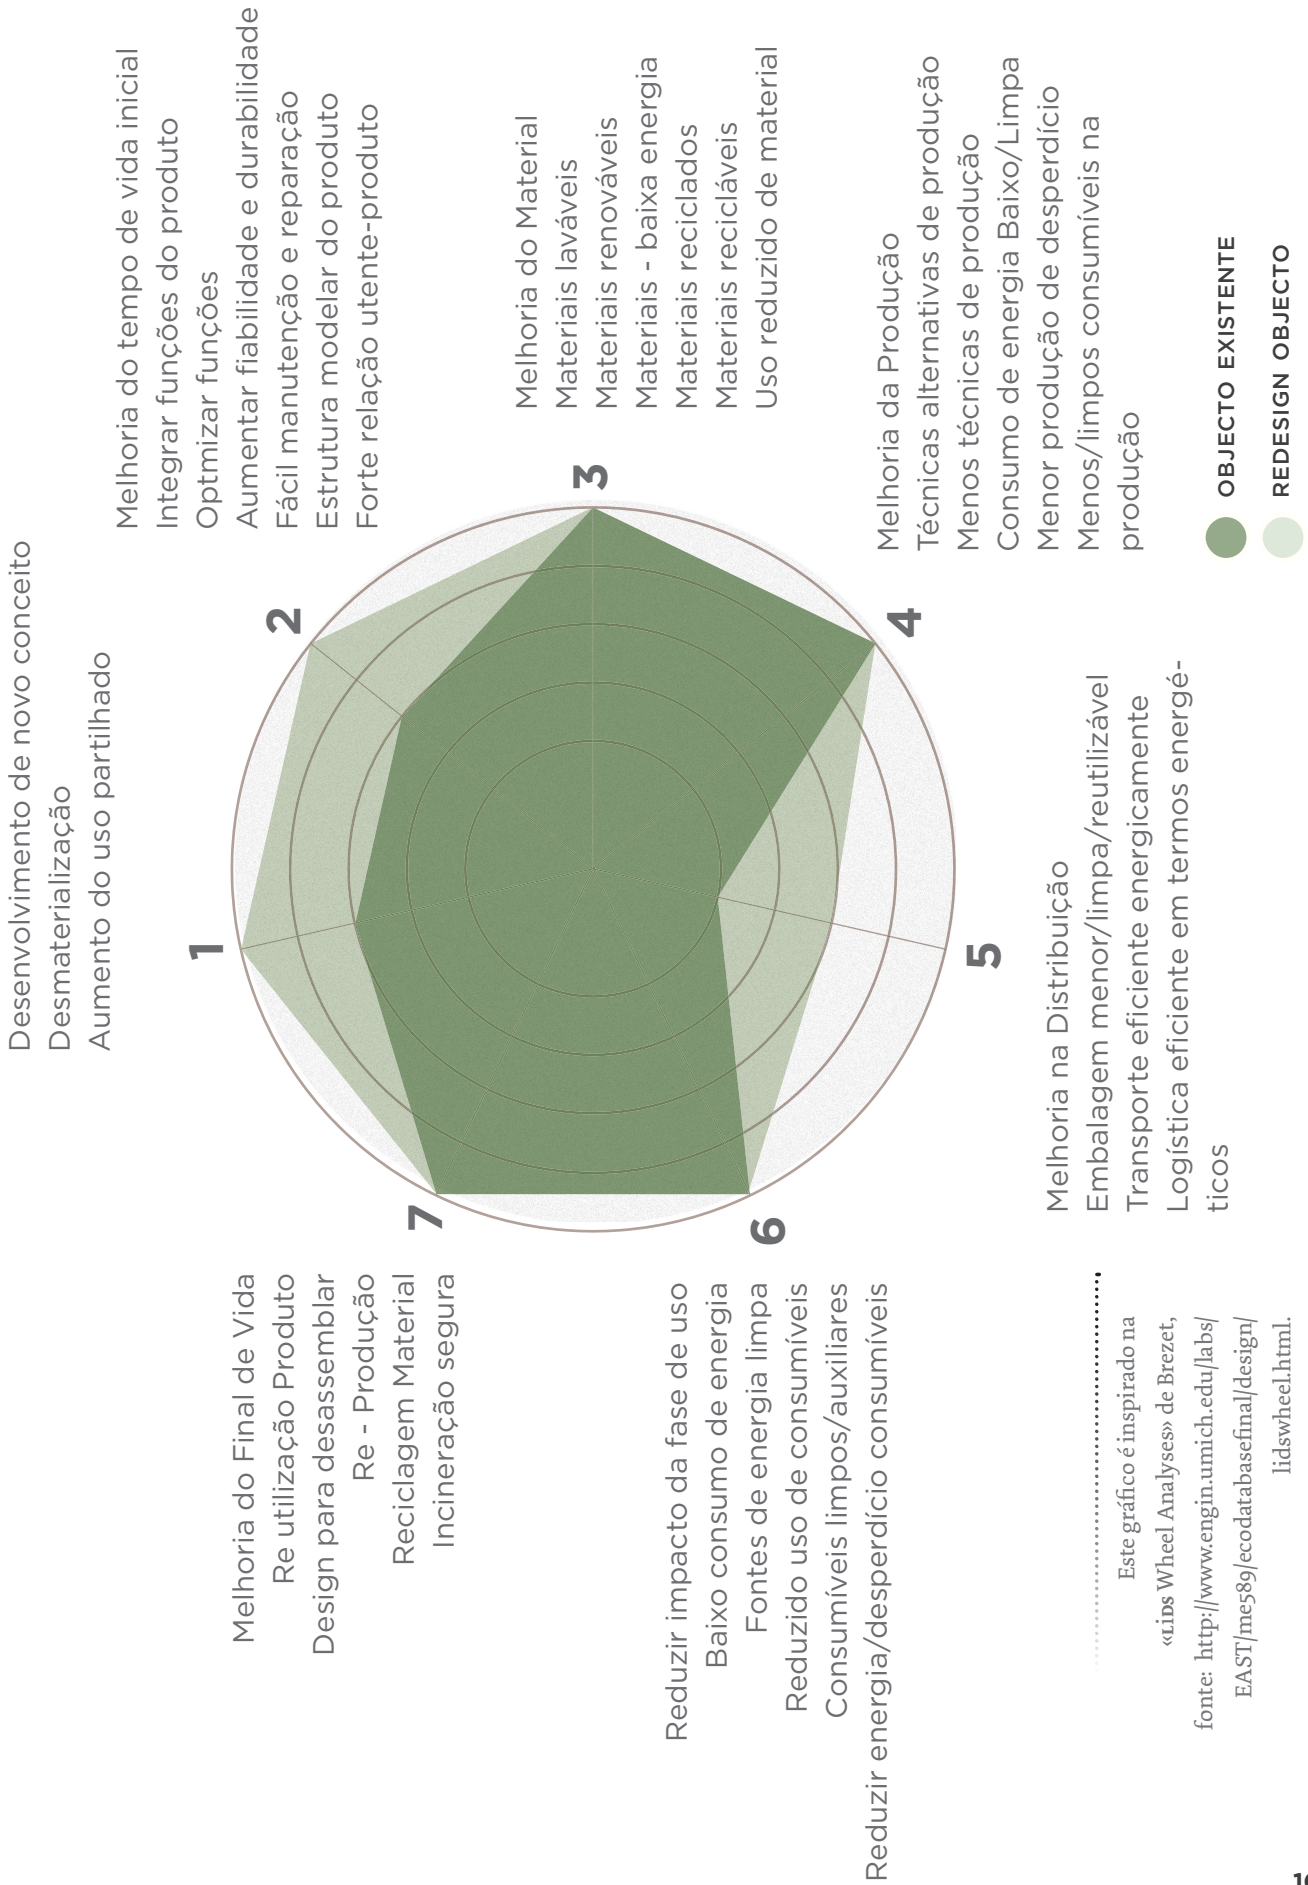 Desenvolvimento de novo conceito
Desmaterialização
Aumento do uso partilhado
1
Melhoria do tempo de vida inicial
Integrar funções do produto
Optmizar funções
Aumentar fiabilidade e durabilidade
Fácil manutenção e reparação
Estrutura modelar do produto
Forte relação utente-produto
2
Melhoria do Material
Materiais laváveis
Materiais renováveis
Materiais - baixa energia
Materiais reciclados
Materiais recicláveis
Uso reduzido de material
3
Melhoria da Produção
Técnicas alternativas de produção
Menos técnicas de produção
Consumo de energia Baixo/Limpa
Menor produção de desperdício
Menos/limpos consumíveis na
produção
4
Melhoria na Distribuição
Embalagem menor/limpa/reutilizável
Transporte eficiente energicamente
Logística eficiente em termos energé-
ticos
5
Reduzir impacto da fase de uso
Baixo consumo de energia
Fontes de energia limpa
Reduzido uso de consumíveis
Consumíveis limpos/auxiliares
Reduzir energia/desperdício consumíveis
6
Melhoria do Final de Vida
Re utilização Produto
Design para desassemblar
Re - Produção
Reciclagem Material
Incineração segura
7
OBJECTO EXISTENTE
REDESIGN OBJECTO
Este gráfico é inspirado na
«LiDS Wheel Analyses» de Brezet,
fonte: http://www.engin.umich.edu/labs/
EAST/me589/ecodatabasefinal/design/
lidswheel.html.